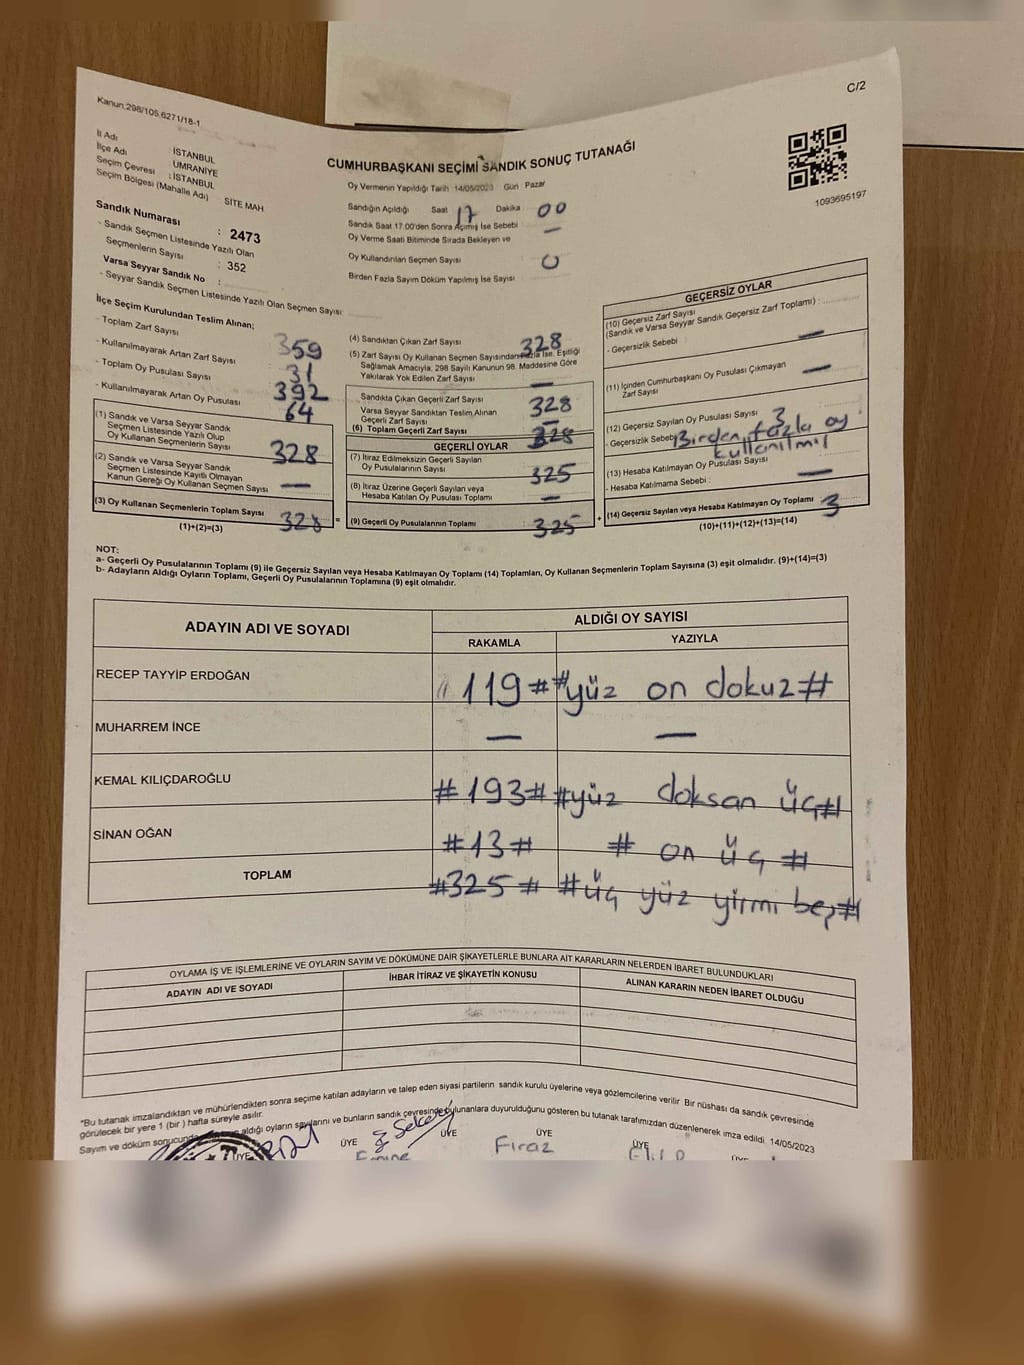 C/2
Kanun.298/105,6271/18-1
İl Adı : İSTANBUL
İlçe Adı : ÜMRANİYE
Seçim Çevresi : İSTANBUL
Seçim Bölgesi (Mahalle Adı) SİTE MAH
Sandık Numarası : 2473
- Sandık Seçmen Listesinde Yazılı Olan
Seçmenlerin Sayısı : 352
Varsa Seyyar Sandık No :
- Seyyar Sandık Seçmen Listesinde Yazılı Olan Seçmen Sayısı:
CUMHURBAŞKANI SEÇİMİ SANDIK SONUÇ TUTANAĞI
Oy Vermenin Yapıldığı Tarih 14/05/2023 Gün Pazar
Sandığın Açıldığı Saat 17 Dakika 00
Sandık Saat 17.00'den Sonra Açmış İse Sebebi —
Oy Verme Saati Bitiminde Sırada Bekleyen ve
Oy Kullandırılan Seçmen Sayısı 0
Birden Fazla Sayım Döküm Yapılmış İse Sayısı :
1093695197
İlçe Seçim Kurulundan Teslim Alınan;
- Toplam Zarf Sayısı 359
- Kullanılmayarak Artan Zarf Sayısı 31
- Toplam Oy Pusulası Sayısı 392
- Kullanılmayarak Artan Oy Pusulası 64
(1) Sandık ve Varsa Seyyar Sandık
Seçmen Listesinde Yazılı Olup
Oy Kullanan Seçmenlerin Sayısı 328
(2) Sandık ve Varsa Seyyar Sandık
Seçmen Listesinde Kayıtlı Olmayan
Kanun Gereği Oy Kullanan Seçmen Sayısı —
(3) Oy Kullanan Seçmenlerin Toplam Sayısı 328
(1)+(2)=(3)
=
(4) Sandıktan Çıkan Zarf Sayısı 328
(5) Zarf Sayısı Oy Kullanan Seçmen Sayısından Fazla İse, Eşitliği
Sağlamak Amacıyla, 298 Sayılı Kanunun 98. Maddesine Göre
Yakılarak Yok Edilen Zarf Sayısı —
Sandıkta Çıkan Geçerli Zarf Sayısı 328
Varsa Seyyar Sandıktan Teslim Alınan
Geçerli Zarf Sayısı —
(6) Toplam Geçerli Zarf Sayısı 328
GEÇERLİ OYLAR
(7) İtiraz Edilmeksizin Geçerli Sayılan
Oy Pusulalarının Sayısı 325
(8) İtiraz Üzerine Geçerli Sayılan veya
Hesaba Katılan Oy Pusulası Toplamı —
(9) Geçerli Oy Pusulalarının Toplamı : 325
+
GEÇERSİZ OYLAR
(10) Geçersiz Zarf Sayısı
(Sandık ve Varsa Seyyar Sandık Geçersiz Zarf Toplamı) :
- Geçersizlik Sebebi : —
(11) İçinden Cumhurbaşkanı Oy Pusulası Çıkmayan
Zarf Sayısı —
(12) Geçersiz Sayılan Oy Pusulası Sayısı 3
- Geçersizlik Sebebi Birden fazla oy
kullanılmış
(13) Hesaba Katılmayan Oy Pusulası Sayısı —
- Hesaba Katılmama Sebebi :
(14) Geçersiz Sayılan veya Hesaba Katılmayan Oy Toplamı 3
(10)+(11)+(12)+(13)=(14)
NOT:
a- Geçerli Oy Pusulalarının Toplamı (9) ile Geçersiz Sayılan veya Hesaba Katılmayan Oy Toplamı (14) Toplamları, Oy Kullanan Seçmenlerin Toplam Sayısına (3) eşit olmalıdır. (9)+(14)=(3)
b- Adayların Aldığı Oyların Toplamı, Geçerli Oy Pusulalarının Toplamına (9) eşit olmalıdır.
ADAYIN ADI VE SOYADI ALDIĞI OY SAYISI
RAKAMLA YAZIYLA
RECEP TAYYİP ERDOĞAN 119# #yüz on dokuz#
MUHARREM İNCE — —
KEMAL KILIÇDAROĞLU #193# #yüz doksan üç#
SİNAN OĞAN #13# # on üç #
TOPLAM #325# #üç yüz yirmi beş#
OYLAMA İŞ VE İŞLEMLERİNE VE OYLARIN SAYIM VE DÖKÜMÜNE DAİR ŞİKAYETLERLE BUNLARA AİT KARARLARIN NELERDEN İBARET BULUNDUKLARI
ADAYIN ADI VE SOYADI İHBAR İTİRAZ VE ŞİKAYETİN KONUSU ALINAN KARARIN NEDEN İBARET OLDUĞU
*Bu tutanak imzalandıktan ve mühürlendikten sonra seçime katılan adayların ve talep eden siyasi partilerin sandık kurulu üyelerine veya gözlemcilerine verilir. Bir nüshası da sandık çevresinde
görülecek bir yere 1 (bir ) hafta süreyle asılır.
Sayım ve döküm sonucunda aldığı oyların sayılarını ve bunların sandık çevresinde bulunanlara duyurulduğunu gösteren bu tutanak tarafımızdan düzenlenerek imza edildi. 14/05/2023
ÜYE ÜYE ÜYE ÜYE ÜYE
Emine Firaz